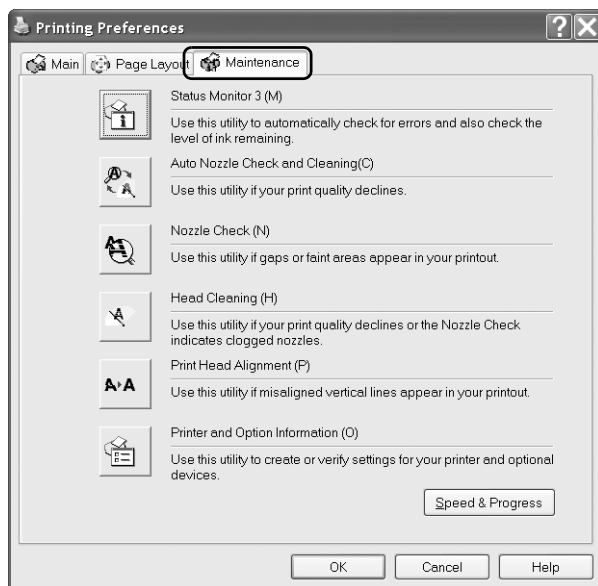 Printing Preferences
Main
Page Layout
Maintenance
Status Monitor 3 (M)
Use this utility to automatically check for errors and also check the
level of ink remaining.
Auto Nozzle Check and Cleaning(C)
Use this utility if your print quality declines.
Nozzle Check (N)
Use this utility if gaps or faint areas appear in your printout.
Head Cleaning (H)
Use this utility if your print quality declines or the Nozzle Check
indicates clogged nozzles.
Print Head Alignment (P)
Use this utility if misaligned vertical lines appear in your printout.
Printer and Option Information (O)
Use this utility to create or verify settings for your printer and optional
devices.
Speed & Progress
OK
Cancel
Help